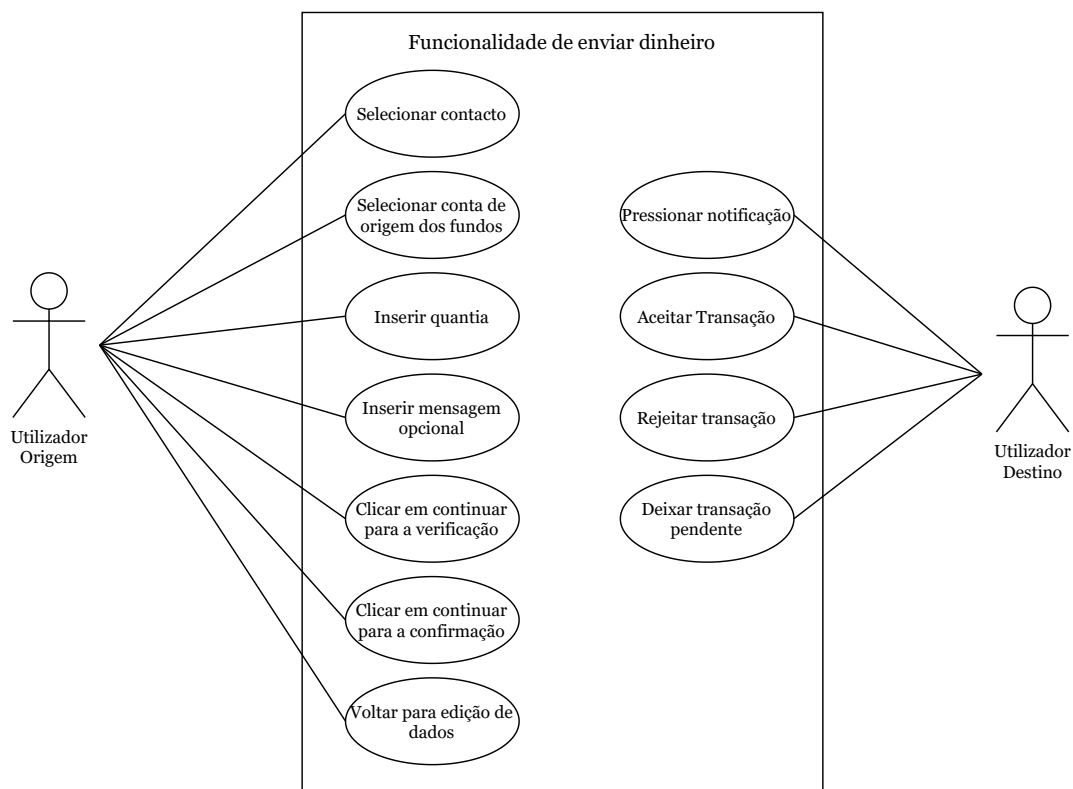 Funcionalidade de enviar dinheiro
Selecionar contacto
Selecionar conta de
origem dos fundos
Inserir quantia
Inserir mensagem
opcional
Clicar em continuar
para a verificação
Clicar em continuar
para a confirmação
Voltar para edição de
dados
Pressionar notificação
Aceitar Transação
Rejeitar transação
Deixar transação
pendente
Utilizador
Origem
Utilizador
Destino